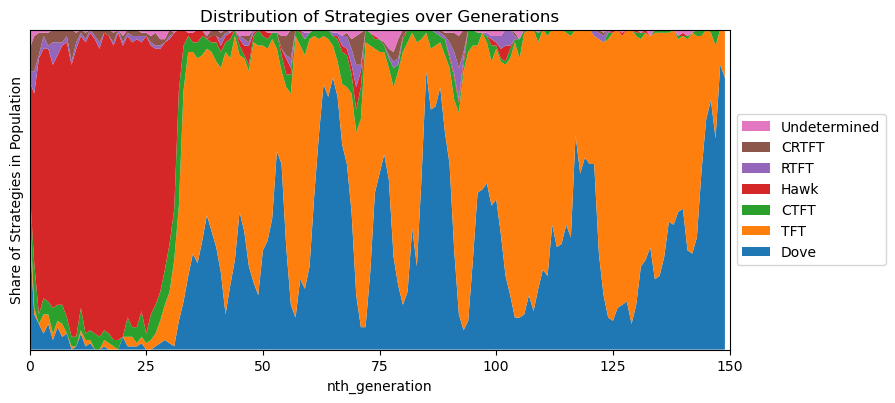 Distribution of Strategies over Generations
Share of Strategies in Population
0 25 50 75 100 125 150
nth_generation
Undetermined
CRTFT
RTFT
Hawk
CTFT
TFT
Dove